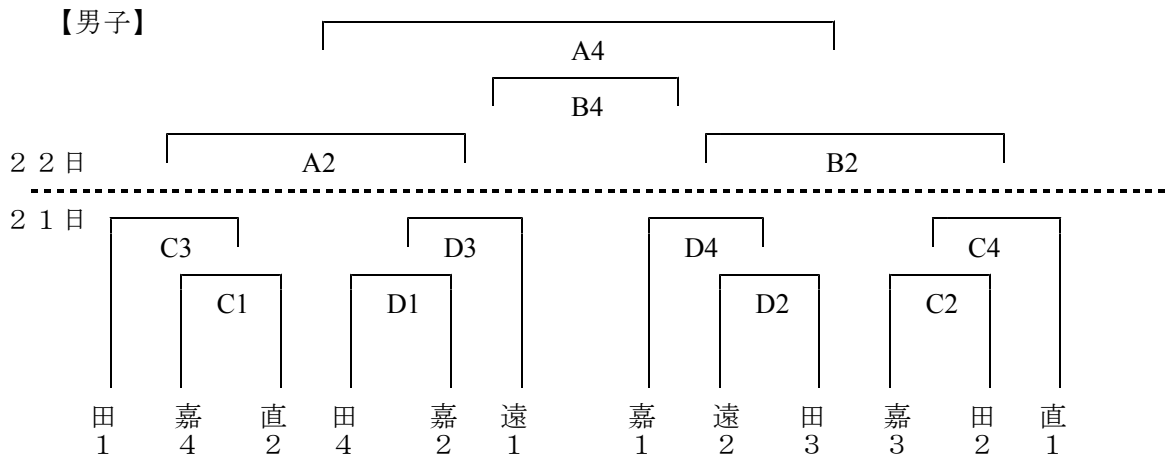 【男子】
A4
B4
２２日 A2 B2
２１日
C3 D3 D4 C4
C1 D1 D2 C2
田 嘉 直 田 嘉 遠 嘉 遠 田 嘉 田 直
１ ４ ２ ４ ２ １ １ ２ ３ ３ ２ １